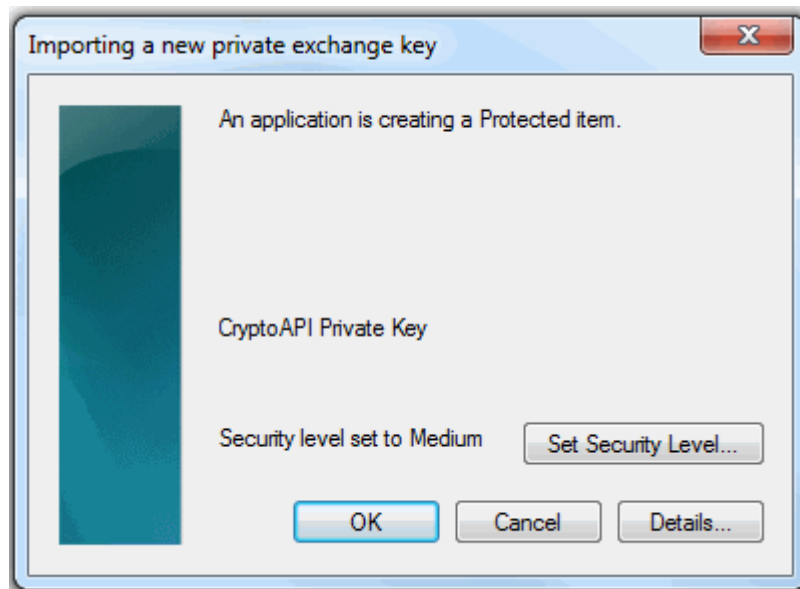 Importing a new private exchange key
An application is creating a Protected item.
CryptoAPI Private Key
Security level set to Medium
Set Security Level...
OK
Cancel
Details...